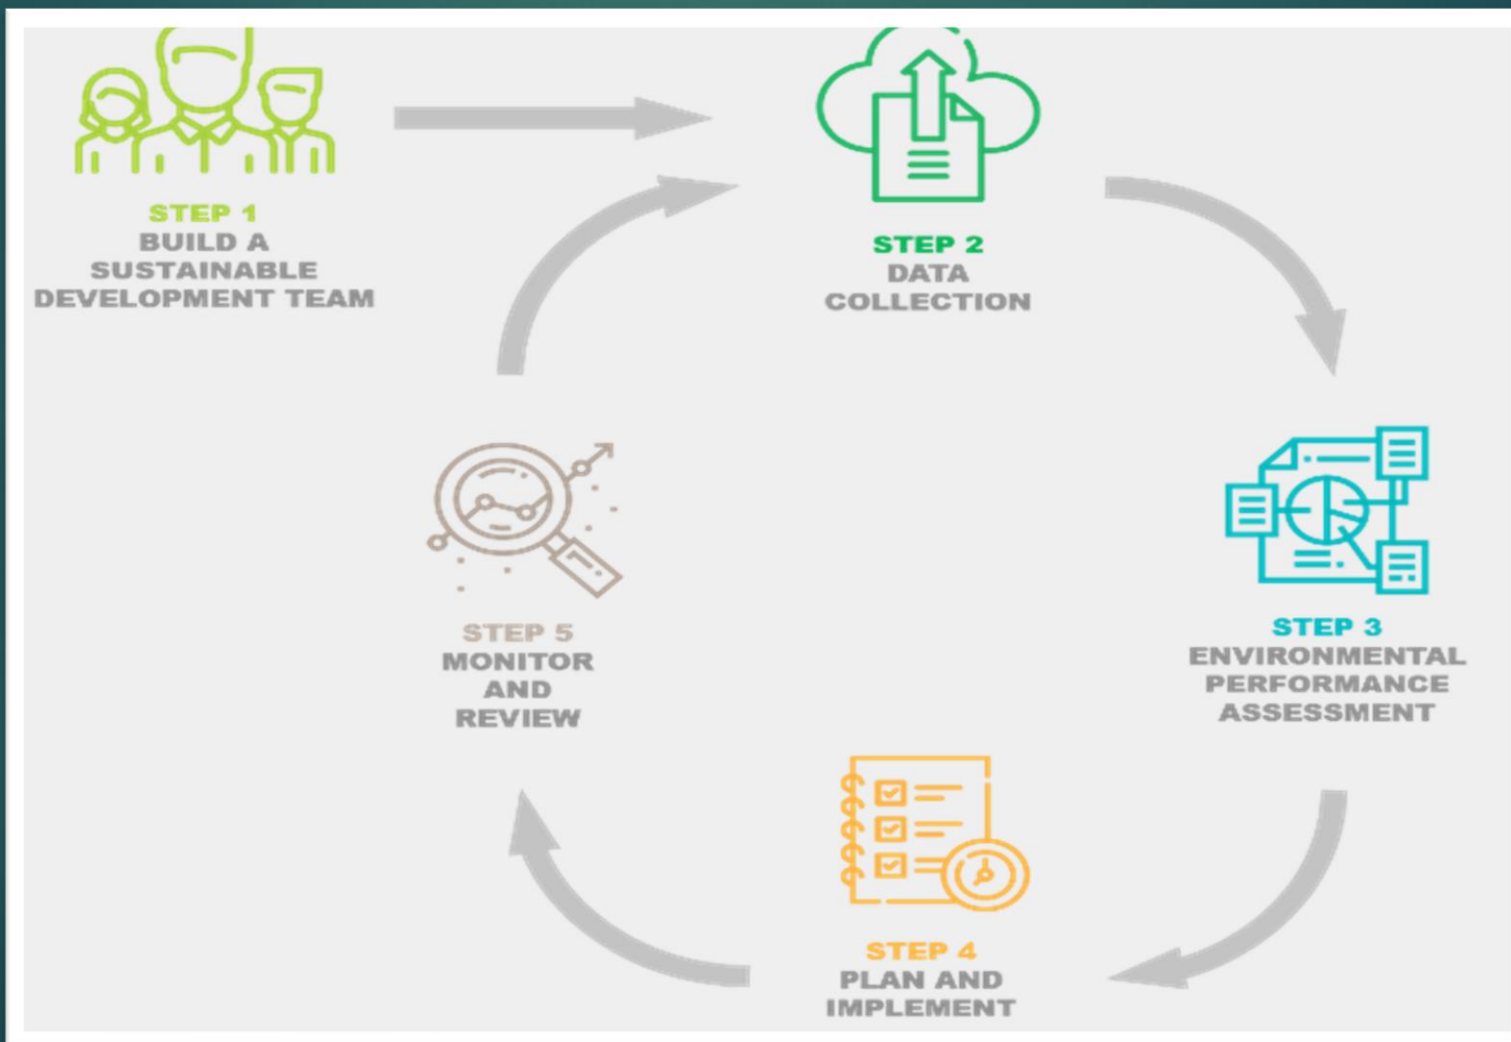 STEP 1
BUILD A
SUSTAINABLE
DEVELOPMENT TEAM
STEP 2
DATA
COLLECTION
STEP 3
ENVIRONMENTAL
PERFORMANCE
ASSESSMENT
STEP 4
PLAN AND
IMPLEMENT
STEP 5
MONITOR
AND
REVIEW